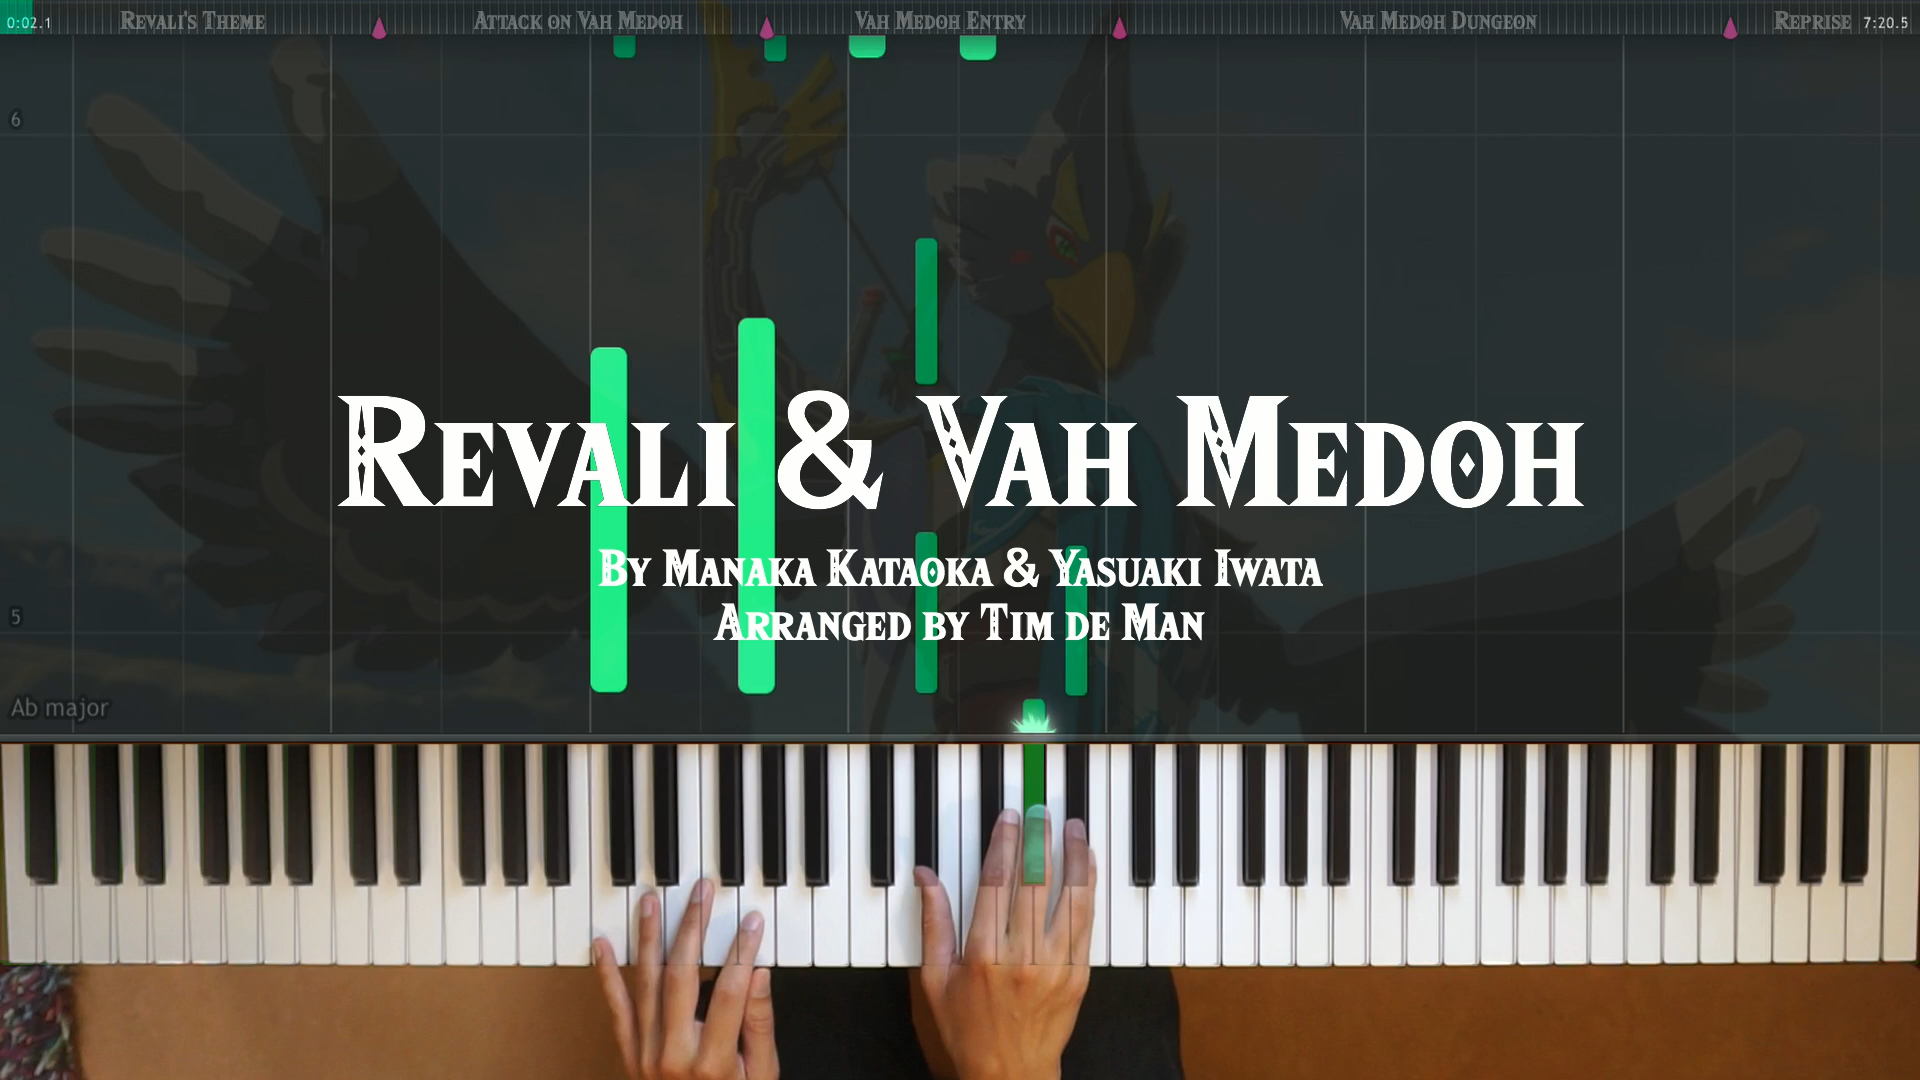 0:02.1 Revali's Theme Attack on Vah Medoh Vah Medoh Entry Vah Medoh Dungeon Reprise 7:20.5
6
Revali & Vah Medoh
By Manaka Kataoka & Yasuaki Iwata
5
Arranged by Tim de Man
Ab major